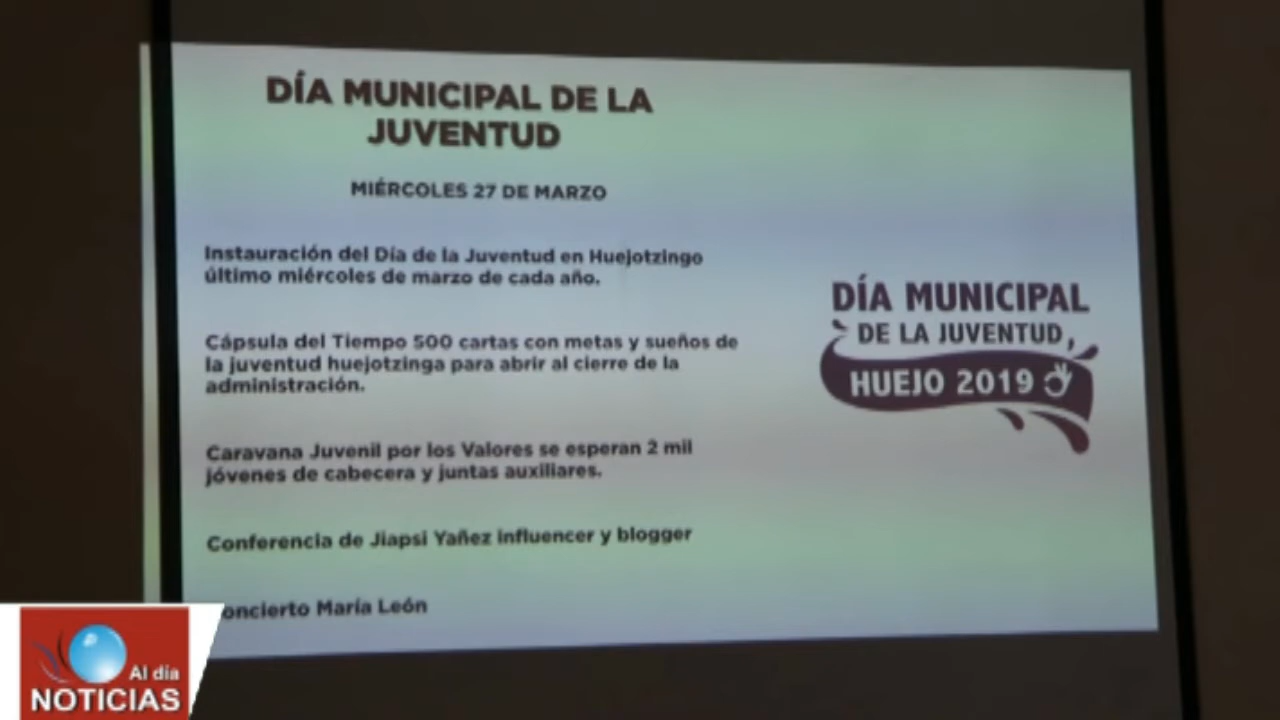 DÍA MUNICIPAL DE LA
JUVENTUD
MIÉRCOLES 27 DE MARZO
Instauración del Día de la Juventud en Huejotzingo
último miércoles de marzo de cada año.
Cápsula del Tiempo 500 cartas con metas y sueños de
la juventud huejotzinga para abrir al cierre de la
administración.
Caravana Juvenil por los Valores se esperan 2 mil
jóvenes de cabecera y juntas auxiliares.
Conferencia de Jiapsi Yañez influencer y blogger
oncierto María León
DÍA MUNICIPAL
DE LA JUVENTUD,
HUEJO 2019
Al día
NOTICIAS